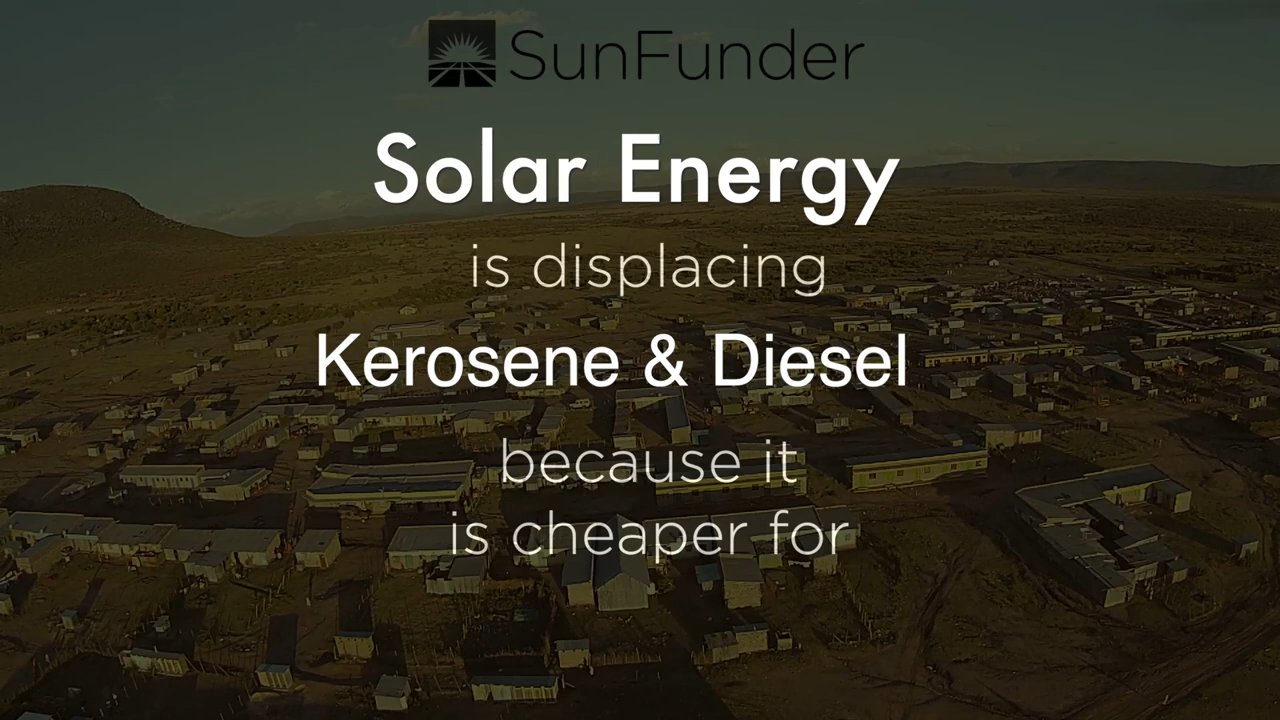 SunFunder
Solar Energy
is displacing
Kerosene & Diesel
because it
is cheaper for